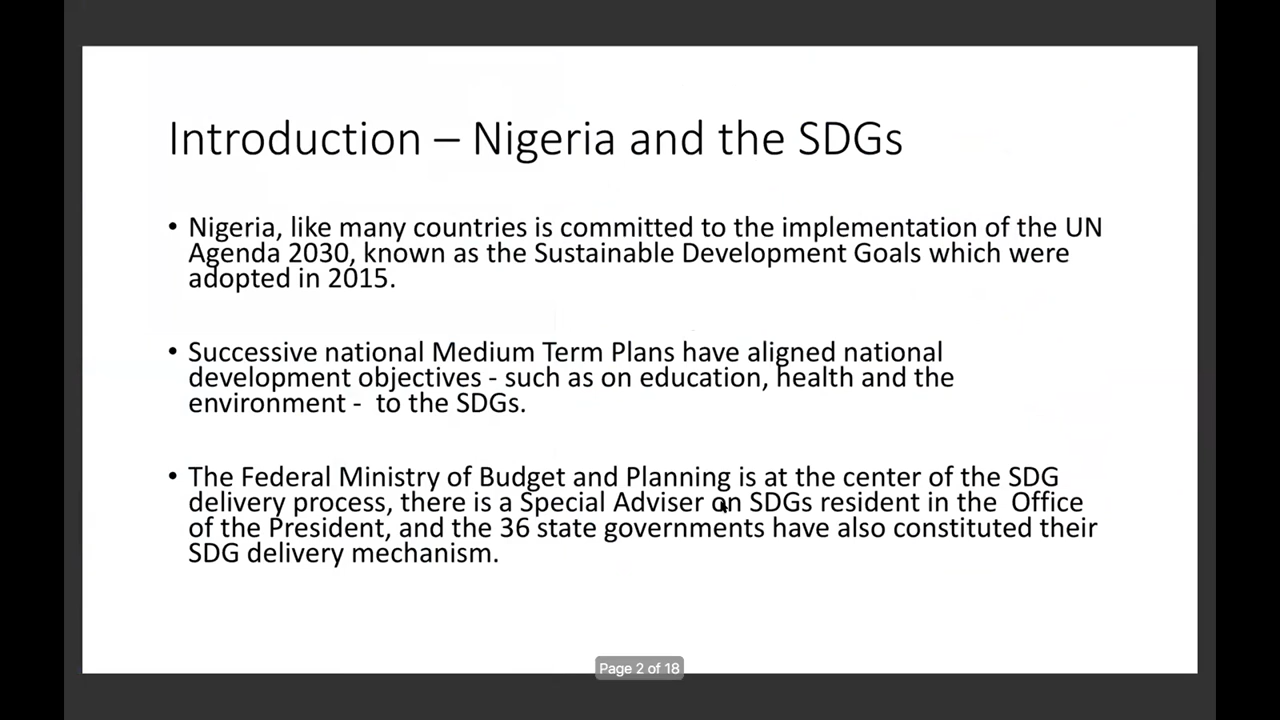 Introduction – Nigeria and the SDGs
• Nigeria, like many countries is committed to the implementation of the UN
Agenda 2030, known as the Sustainable Development Goals which were
adopted in 2015.
• Successive national Medium Term Plans have aligned national
development objectives - such as on education, health and the
environment -  to the SDGs.
• The Federal Ministry of Budget and Planning is at the center of the SDG
delivery process, there is a Special Adviser on SDGs resident in the  Office
of the President, and the 36 state governments have also constituted their
SDG delivery mechanism.
Page 2 of 18